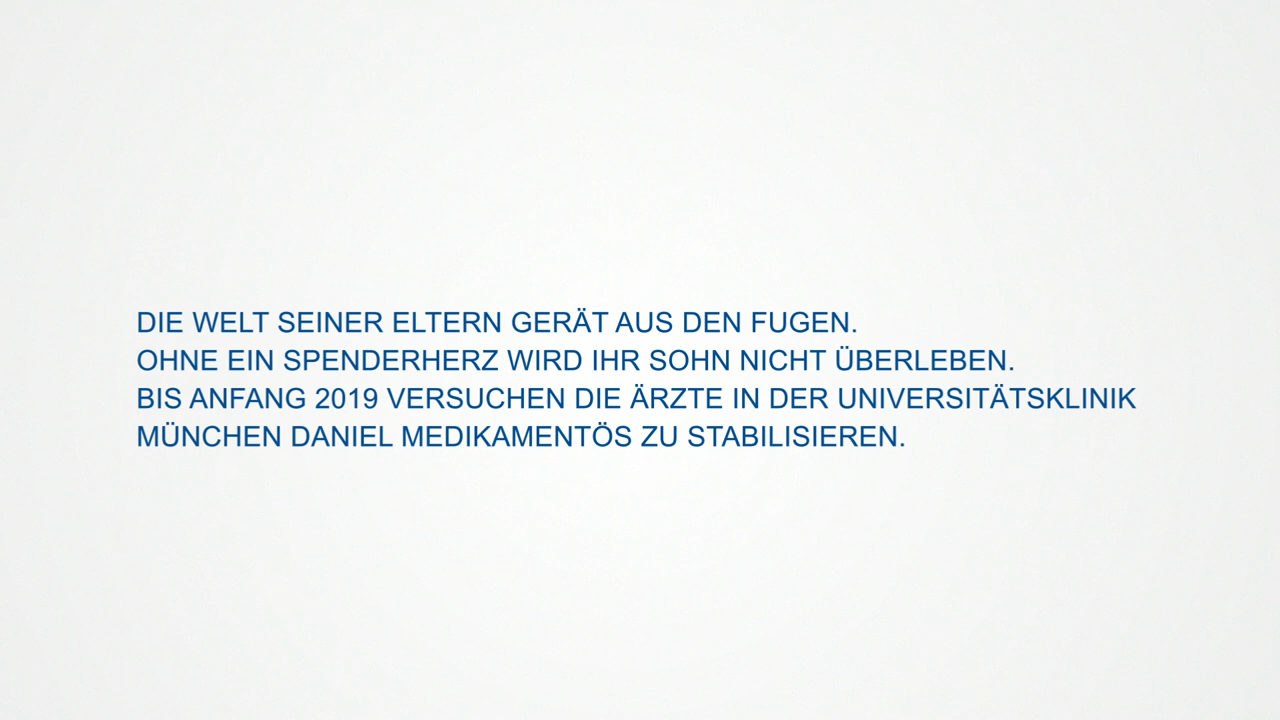 DIE WELT SEINER ELTERN GERÄT AUS DEN FUGEN.
OHNE EIN SPENDERHERZ WIRD IHR SOHN NICHT ÜBERLEBEN.
BIS ANFANG 2019 VERSUCHEN DIE ÄRZTE IN DER UNIVERSITÄTSKLINIK
MÜNCHEN DANIEL MEDIKAMENTÖS ZU STABILISIEREN.